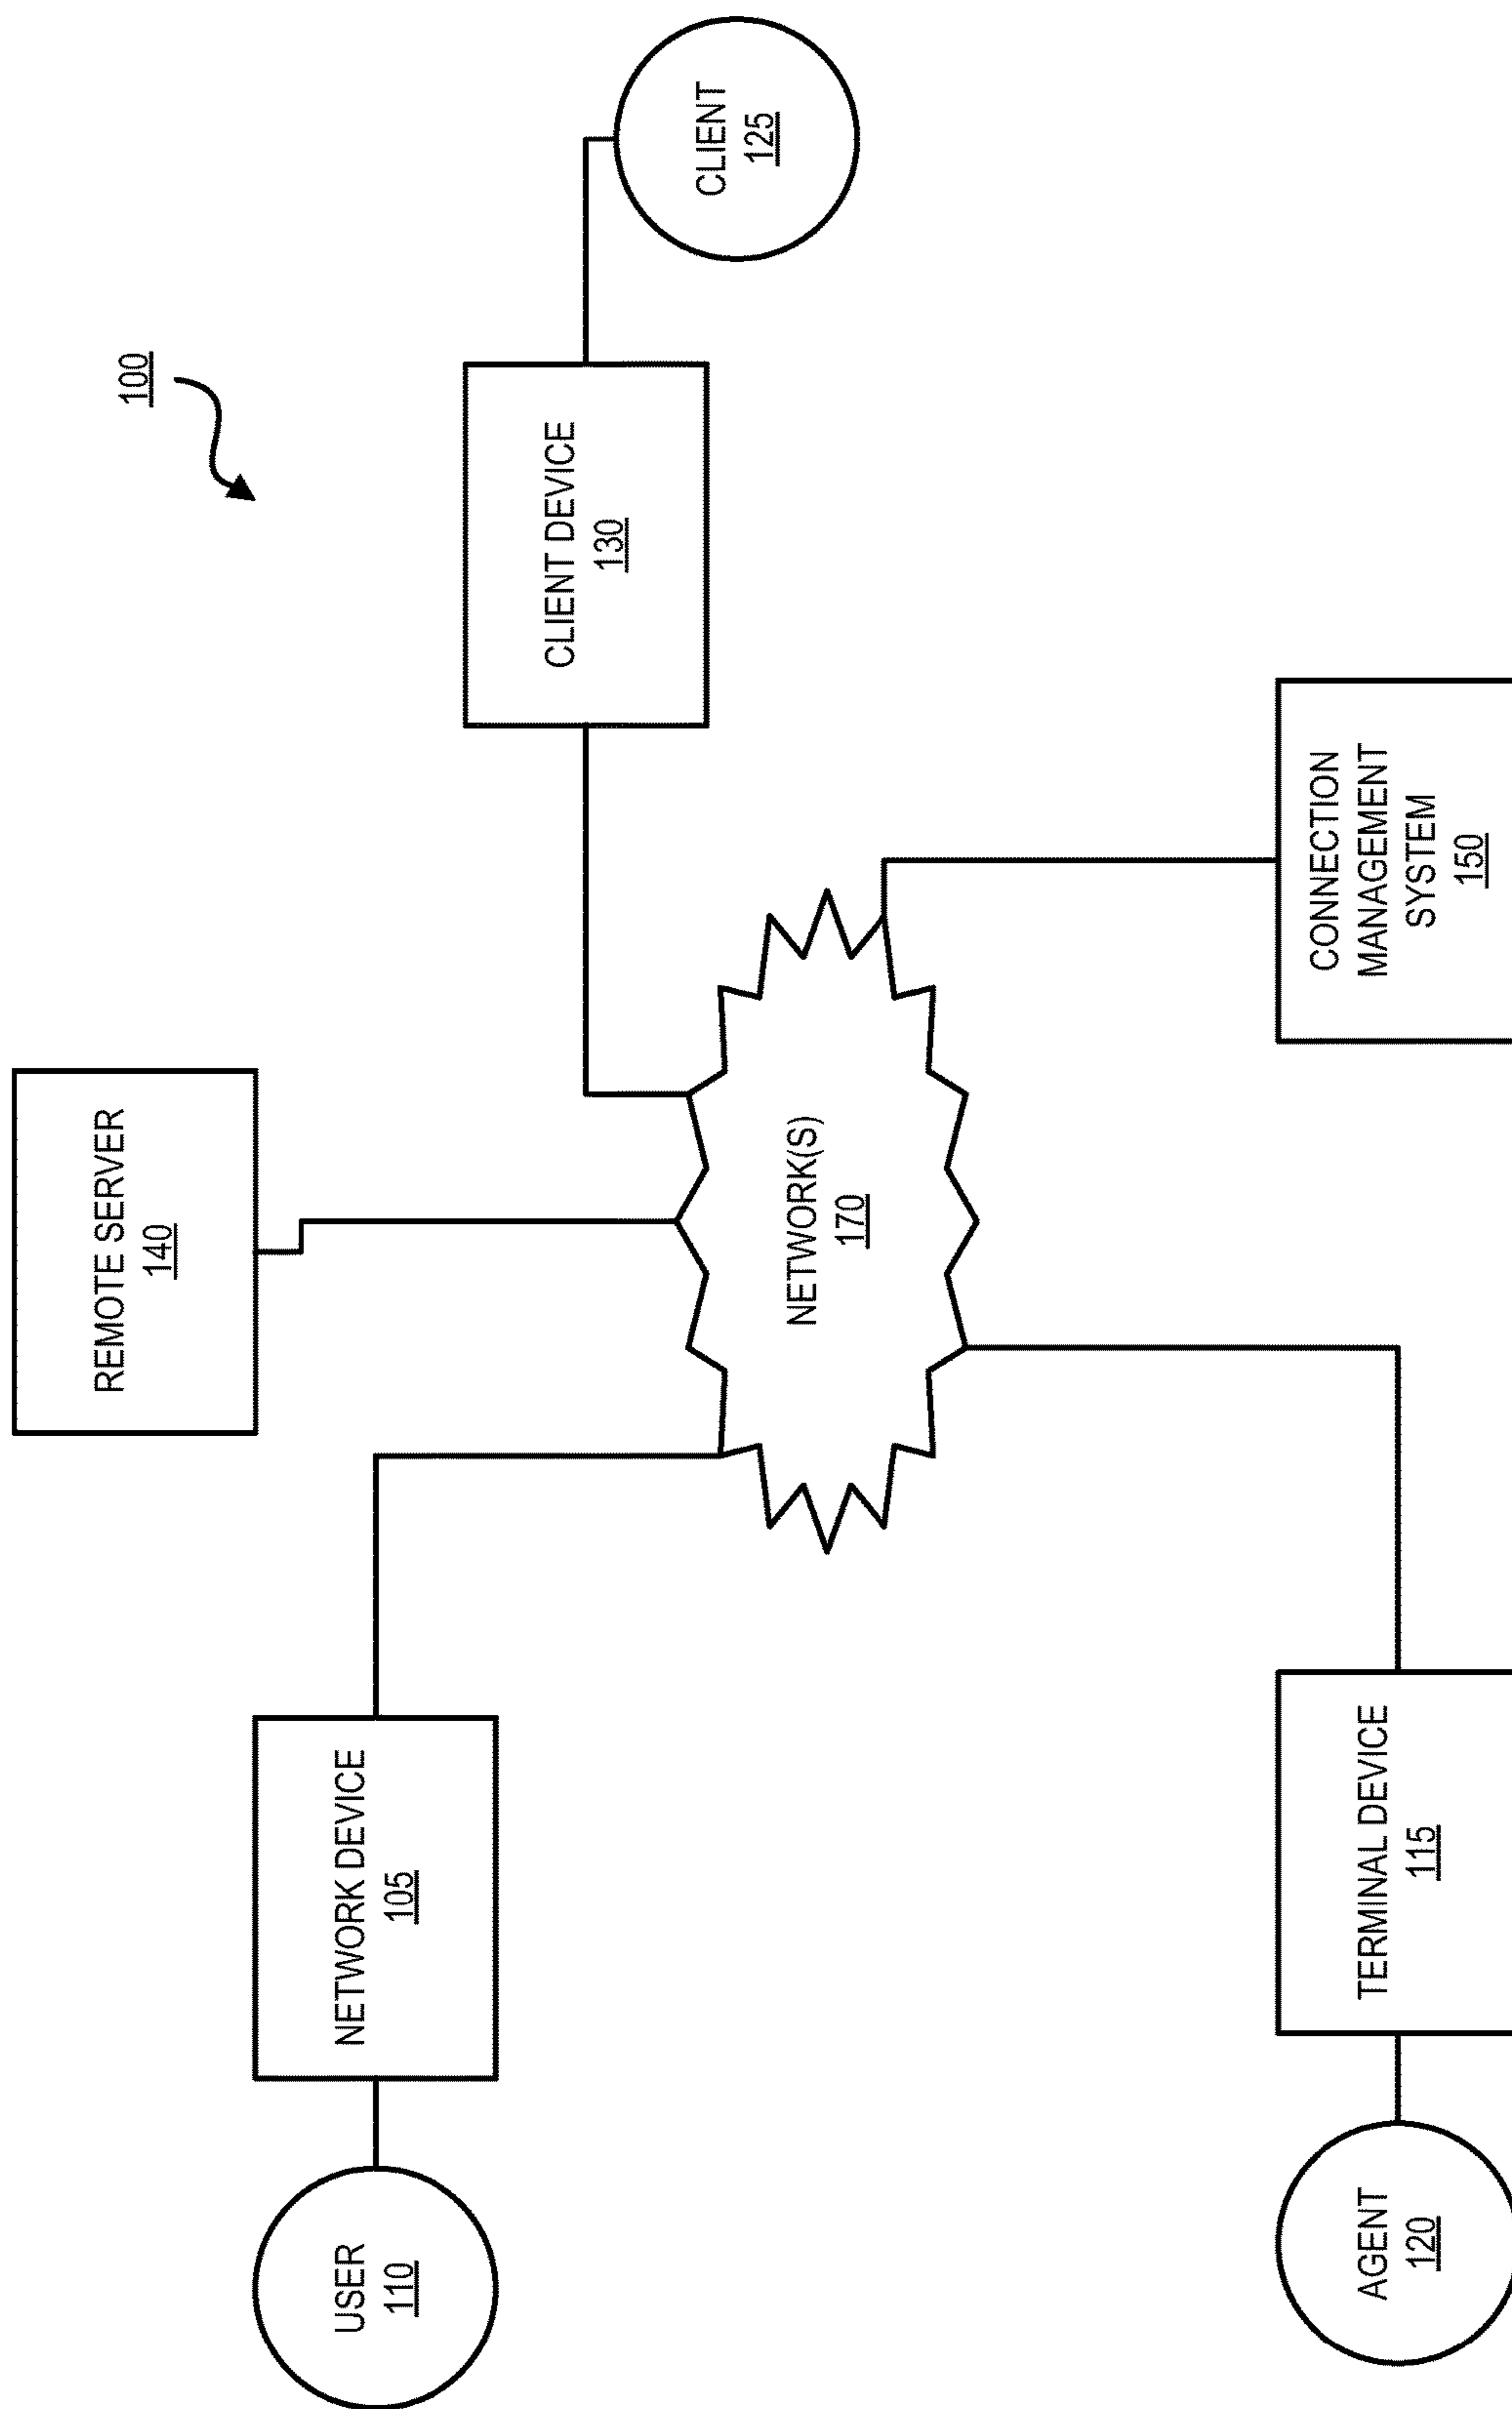 100
REMOTE SERVER
140
NETWORK DEVICE
105
USER
110
CLIENT DEVICE
130
CLIENT
125
NETWORK(S)
170
AGENT
120
TERMINAL DEVICE
115
CONNECTION
MANAGEMENT
SYSTEM
150